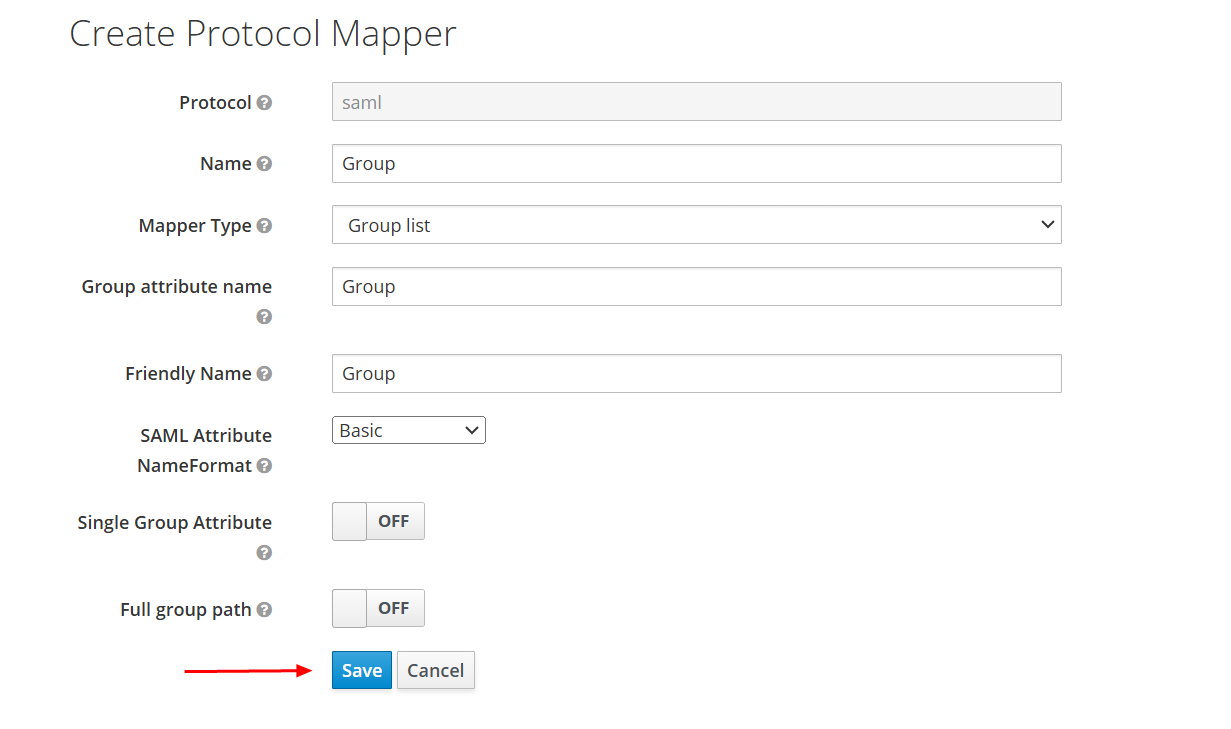 Create Protocol Mapper
Protocol
saml
Name
Group
Mapper Type
Group list
Group attribute name
Group
Friendly Name
Group
SAML Attribute
NameFormat
Basic
Single Group Attribute
OFF
Full group path
OFF
Save Cancel